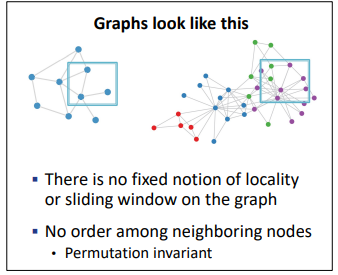 Graphs look like this
▪ There is no fixed notion of locality
or sliding window on the graph
▪ No order among neighboring nodes
• Permutation invariant